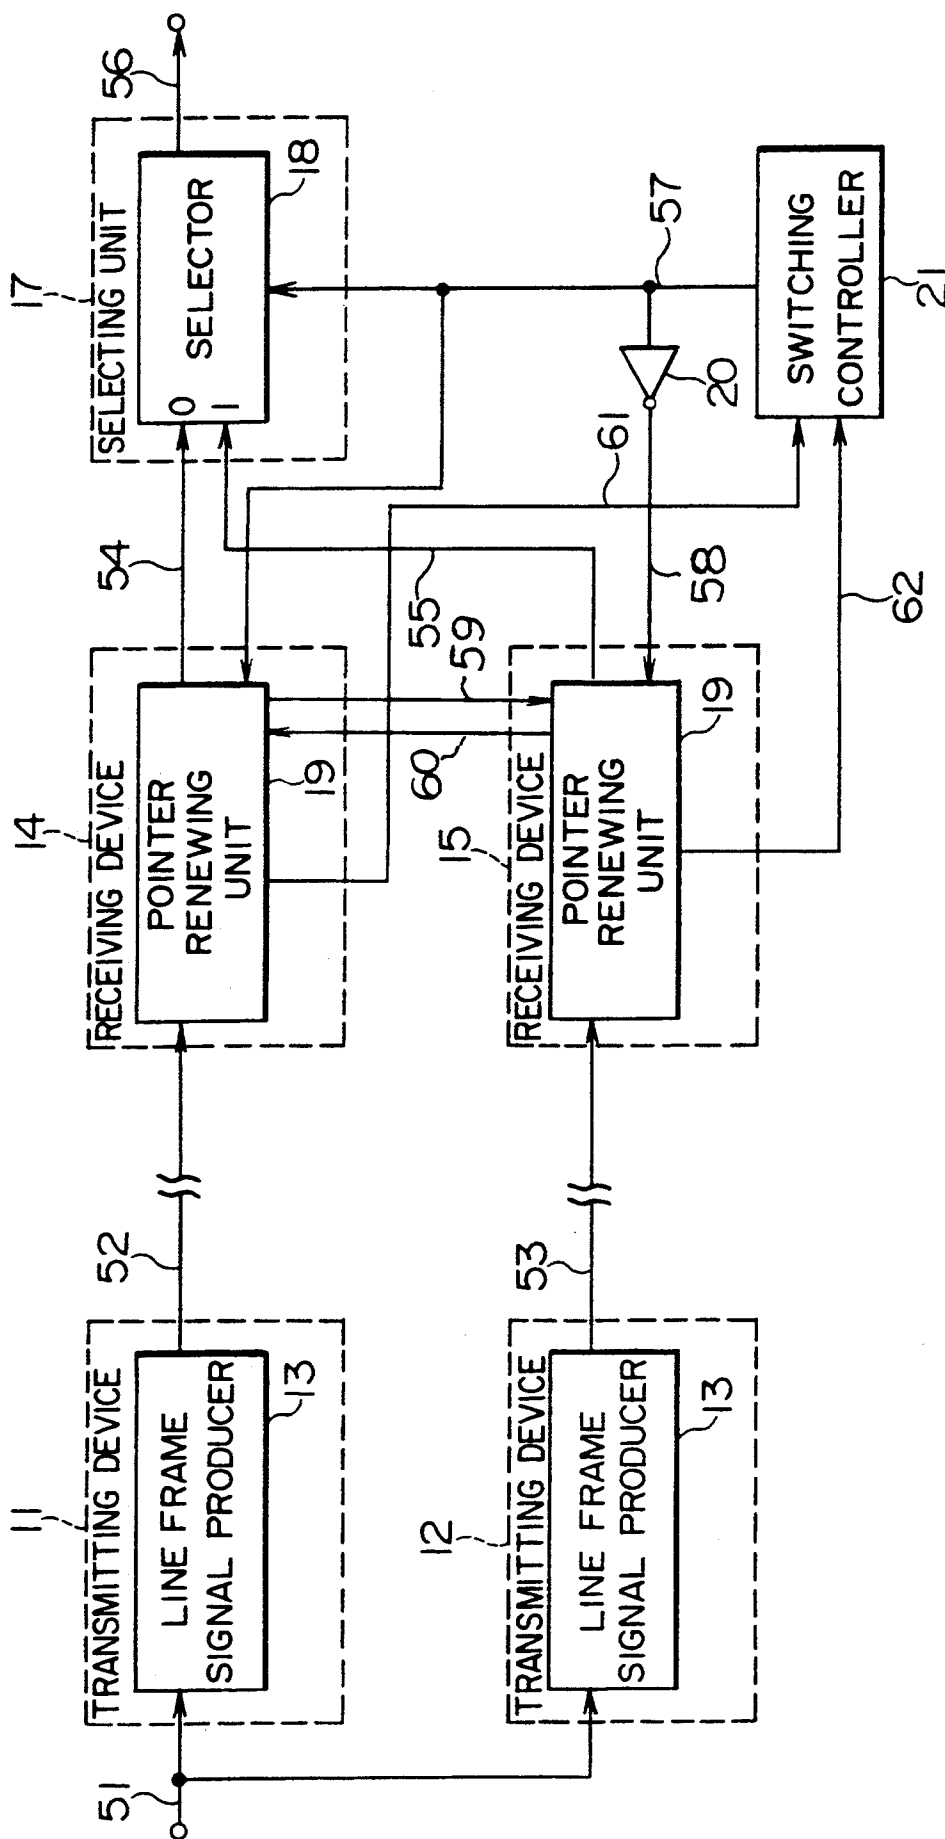 51
11
TRANSMITTING DEVICE
LINE FRAME
SIGNAL PRODUCER
13
52
14
RECEIVING DEVICE
POINTER
RENEWING
UNIT
19
54
17
SELECTING UNIT
0
1
SELECTOR
18
56
12
TRANSMITTING DEVICE
LINE FRAME
SIGNAL PRODUCER
13
53
15
RECEIVING DEVICE
POINTER
RENEWING
UNIT
19
60
59
55
58
61
20
57
62
SWITCHING
CONTROLLER
21